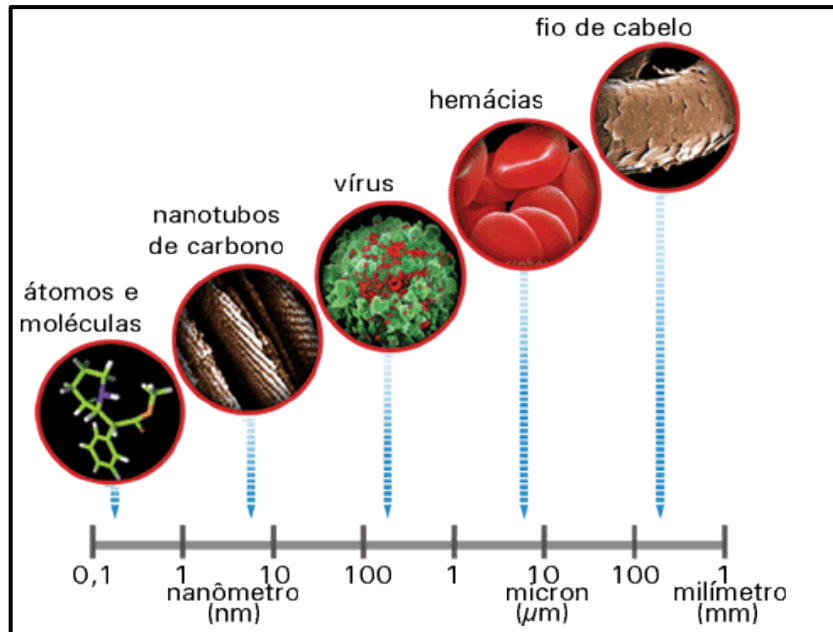 fio de cabelo
hemácias
vírus
nanotubos
de carbono
átomos e
moléculas
0,1 1 10 100 1 10 100 1
nanômetro micron milímetro
(nm) (µm) (mm)